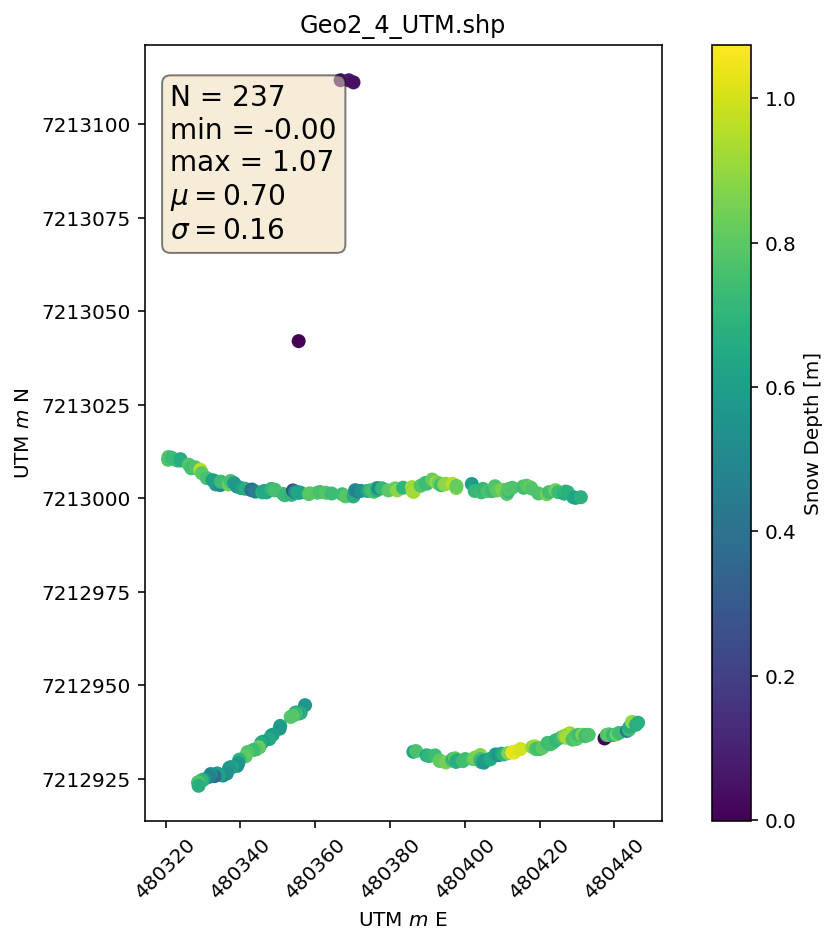 Geo2_4_UTM.shp
N = 237
min = -0.00
max = 1.07
μ = 0.70
σ = 0.16
7213100
7213075
7213050
7213025
7213000
7212975
7212950
7212925
UTM m N
480320
480340
480360
480380
480400
480420
480440
UTM m E
1.0
0.8
0.6
0.4
0.2
0.0
Snow Depth [m]